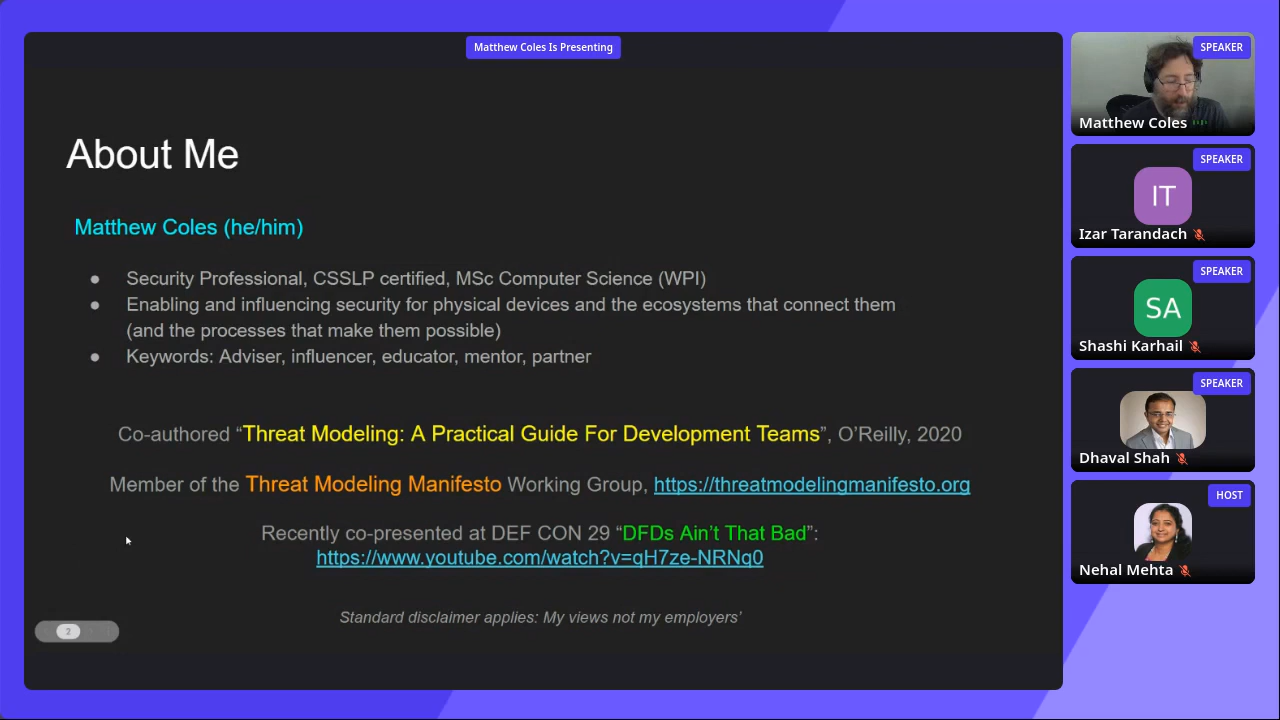 Matthew Coles Is Presenting
About Me
Matthew Coles (he/him)
● Security Professional, CSSLP certified, MSc Computer Science (WPI)
● Enabling and influencing security for physical devices and the ecosystems that connect them
(and the processes that make them possible)
● Keywords: Adviser, influencer, educator, mentor, partner
Co-authored “Threat Modeling: A Practical Guide For Development Teams”, O’Reilly, 2020
Member of the Threat Modeling Manifesto Working Group, https://threatmodelingmanifesto.org
Recently co-presented at DEF CON 29 “DFDs Ain’t That Bad”:
https://www.youtube.com/watch?v=qH7ze-NRNq0
Standard disclaimer applies: My views not my employers’
2
SPEAKER
Matthew Coles
SPEAKER
IT
Izar Tarandach
SPEAKER
SA
Shashi Karhail
SPEAKER
Dhaval Shah
HOST
Nehal Mehta